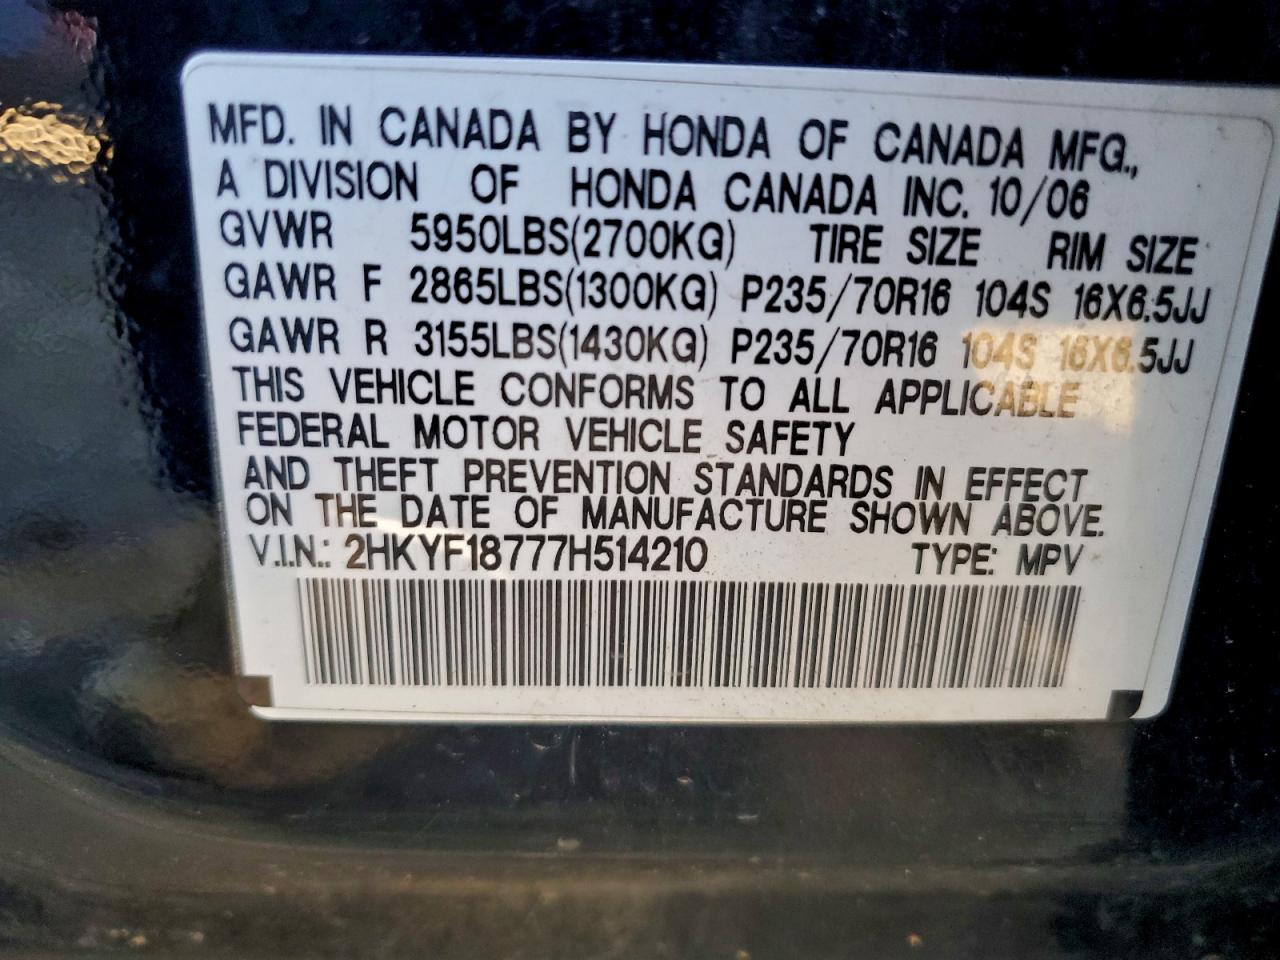 MFD. IN CANADA BY HONDA OF CANADA MFG.,
A DIVISION OF HONDA CANADA INC. 10/06
GVWR 5950LBS(2700KG) TIRE SIZE RIM SIZE
GAWR F 2865LBS(1300KG) P235/70R16 104S 16X6.5JJ
GAWR R 3155LBS(1430KG) P235/70R16 104S 16X6.5JJ
THIS VEHICLE CONFORMS TO ALL APPLICABLE
FEDERAL MOTOR VEHICLE SAFETY
AND THEFT PREVENTION STANDARDS IN EFFECT
ON THE DATE OF MANUFACTURE SHOWN ABOVE.
V.I.N.: 2HKYF18777H514210 TYPE: MPV